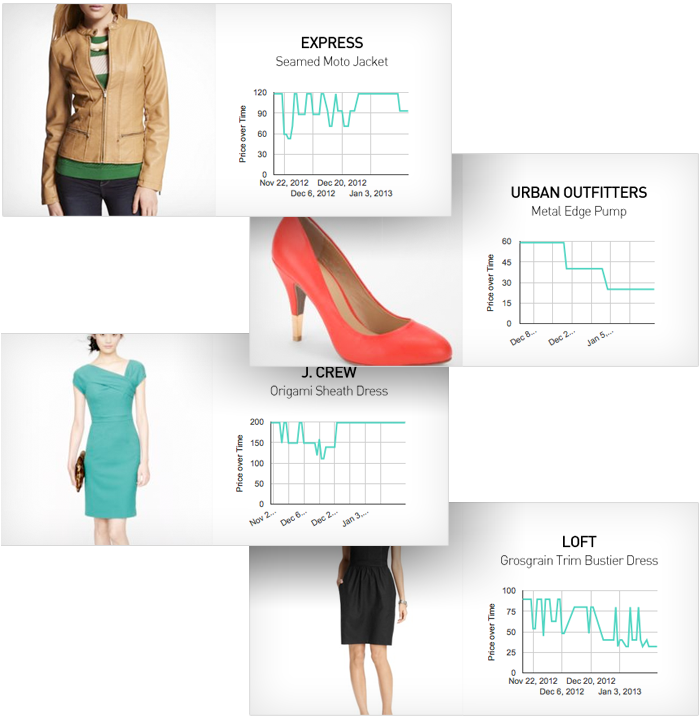 EXPRESS
Seamed Moto Jacket
Price over Time
120
90
60
30
0
Nov 22, 2012 Dec 20, 2012
Dec 6, 2012 Jan 3, 2013
URBAN OUTFITTERS
Metal Edge Pump
Price over Time
60
45
30
15
0
Dec 8... Dec 2... Jan 5,...
J. CREW
Origami Sheath Dress
Price over Time
200
150
100
50
0
Nov 2... Dec 6... Dec 2... Jan 3,...
LOFT
Grosgrain Trim Bustier Dress
Price over Time
100
75
50
25
0
Nov 22, 2012 Dec 20, 2012
Dec 6, 2012 Jan 3, 2013